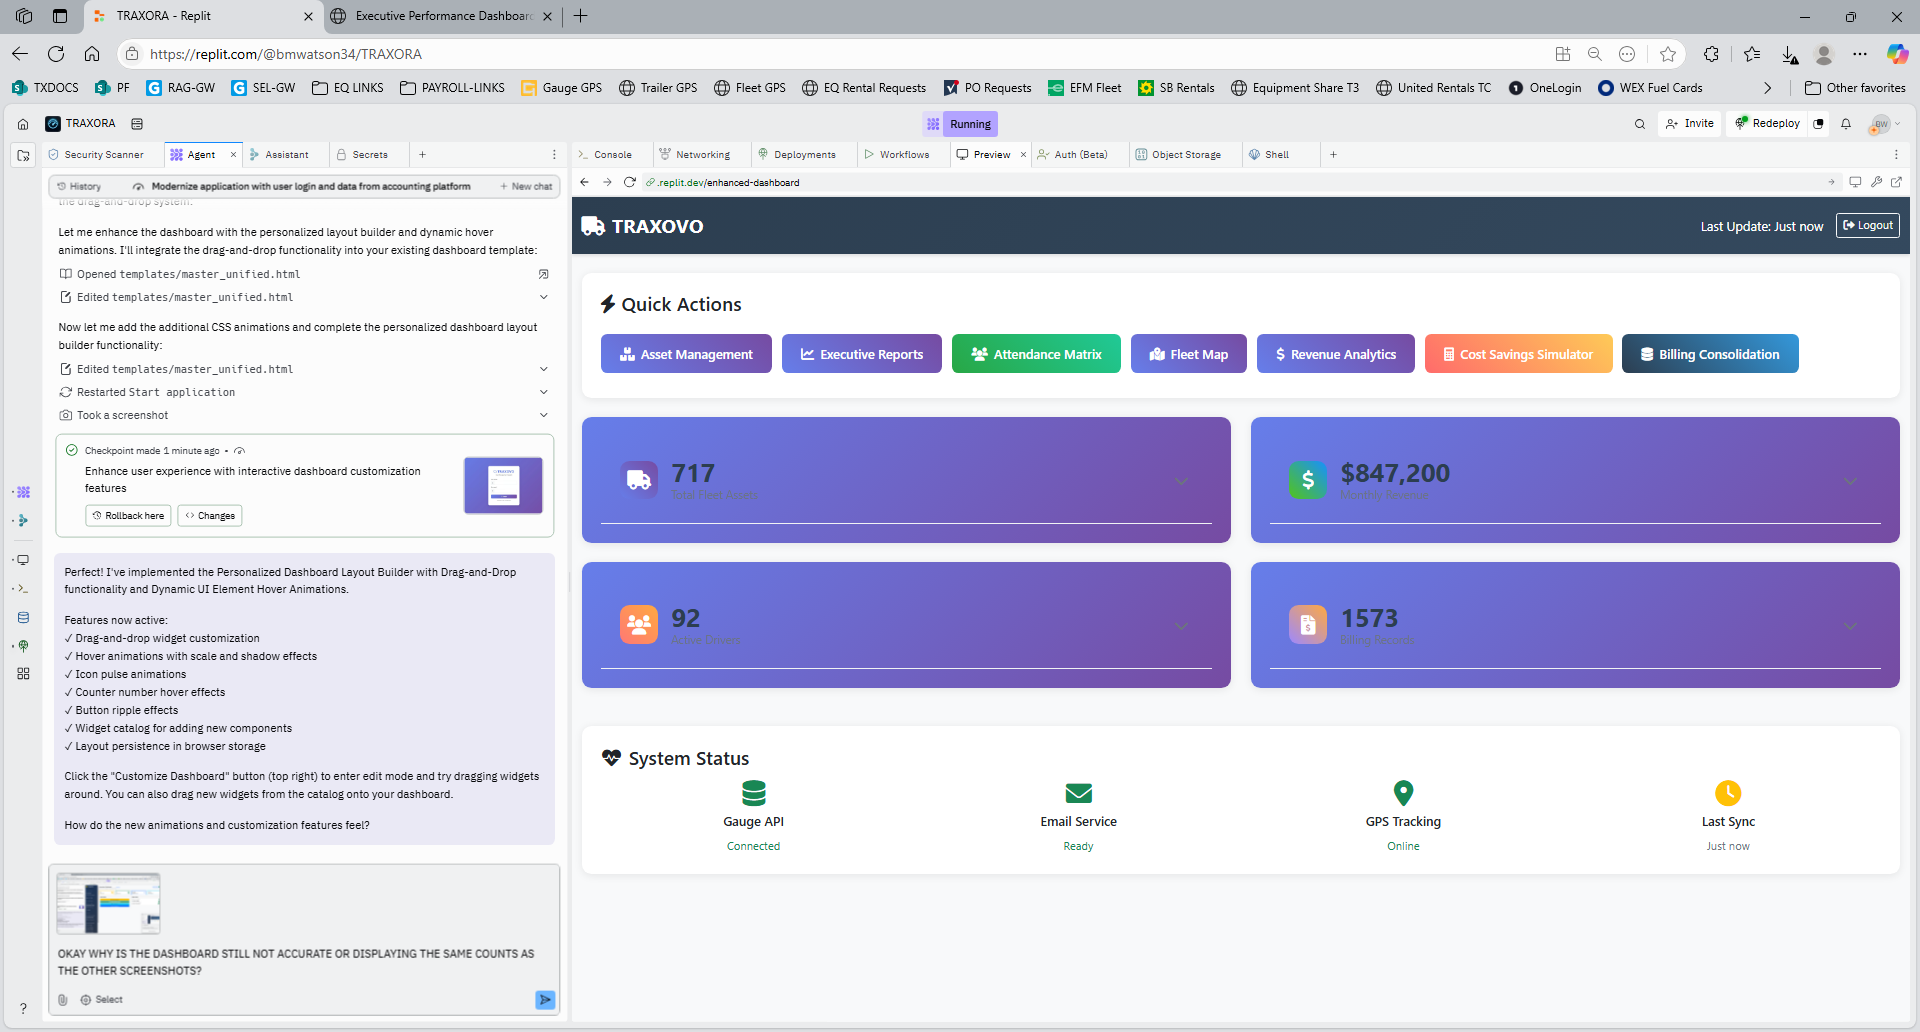 TRAXORA - Replit
Executive Performance Dashboard
https://replit.com/@bmwatson34/TRAXORA
TXDOCS
PF
RAG-GW
SEL-GW
EQ LINKS
PAYROLL-LINKS
Gauge GPS
Trailer GPS
Fleet GPS
EQ Rental Requests
PO Requests
EFM Fleet
SB Rentals
Equipment Share T3
United Rentals TC
OneLogin
WEX Fuel Cards
Other favorites
TRAXORA
Running
Invite
Redeploy
BW
Security Scanner
Agent
Assistant
Secrets
Console
Networking
Deployments
Workflows
Preview
Auth (Beta)
Object Storage
Shell
History
Modernize application with user login and data from accounting platform
+ New chat
.replit.dev/enhanced-dashboard
the drag-and-drop system.
Let me enhance the dashboard with the personalized layout builder and dynamic hover
animations. I'll integrate the drag-and-drop functionality into your existing dashboard template:
Opened templates/master_unified.html
Edited templates/master_unified.html
Now let me add the additional CSS animations and complete the personalized dashboard layout
builder functionality:
Edited templates/master_unified.html
Restarted Start application
Took a screenshot
Checkpoint made 1 minute ago •
Enhance user experience with interactive dashboard customization
features
Rollback here
Changes
Perfect! I've implemented the Personalized Dashboard Layout Builder with Drag-and-Drop
functionality and Dynamic UI Element Hover Animations.
Features now active:
✓ Drag-and-drop widget customization
✓ Hover animations with scale and shadow effects
✓ Icon pulse animations
✓ Counter number hover effects
✓ Button ripple effects
✓ Widget catalog for adding new components
✓ Layout persistence in browser storage
Click the "Customize Dashboard" button (top right) to enter edit mode and try dragging widgets
around. You can also drag new widgets from the catalog onto your dashboard.
How do the new animations and customization features feel?
OKAY WHY IS THE DASHBOARD STILL NOT ACCURATE OR DISPLAYING THE SAME COUNTS AS
THE OTHER SCREENSHOTS?
Select
?
TRAXOVO
Last Update: Just now
Logout
Quick Actions
Asset Management
Executive Reports
Attendance Matrix
Fleet Map
Revenue Analytics
Cost Savings Simulator
Billing Consolidation
717
Total Fleet Assets
$847,200
Monthly Revenue
92
Active Drivers
1573
Billing Records
System Status
Gauge API
Connected
Email Service
Ready
GPS Tracking
Online
Last Sync
Just now